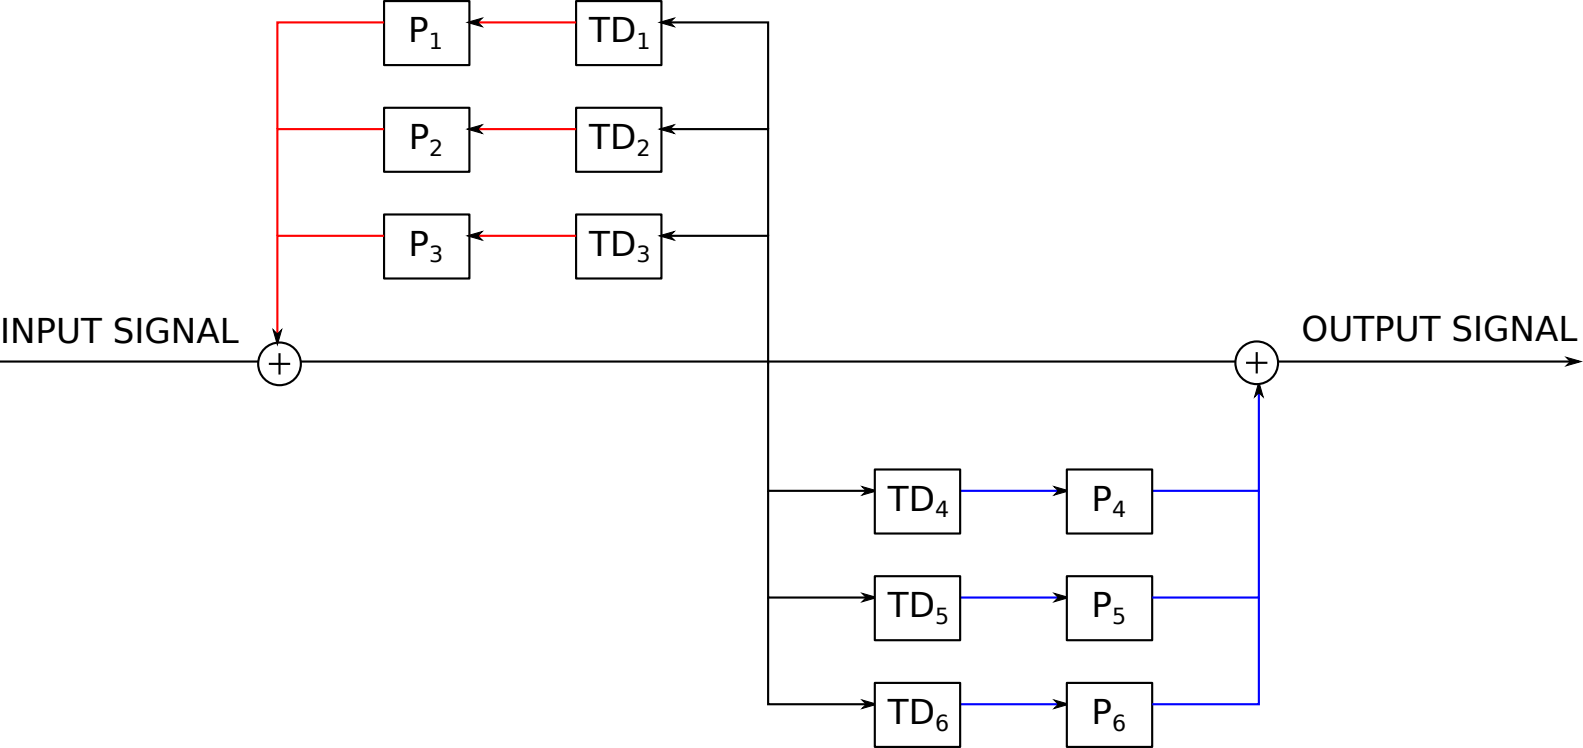 P₁ TD₁
P₂ TD₂
P₃ TD₃
INPUT SIGNAL
OUTPUT SIGNAL
+ +
TD₄ P₄
TD₅ P₅
TD₆ P₆